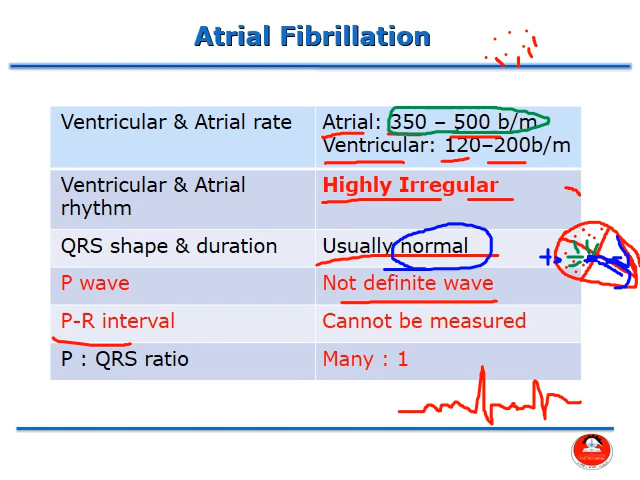 Atrial Fibrillation
Ventricular & Atrial rate
Atrial: 350 – 500 b/m
Ventricular: 120–200b/m
Ventricular & Atrial
rhythm
Highly Irregular
QRS shape & duration
Usually normal
P wave
Not definite wave
P-R interval
Cannot be measured
P : QRS ratio
Many : 1